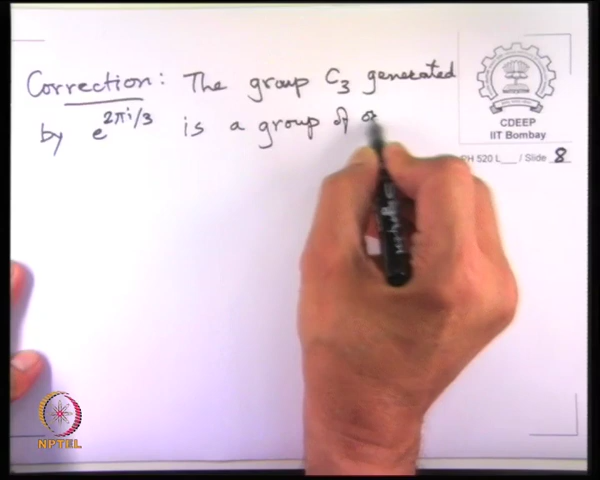 Correction: The group C₃ generated
by e^{2πi/3} is a group of
CDEEP
IIT Bombay
PH 520 L___ / Slide 8
NPTEL